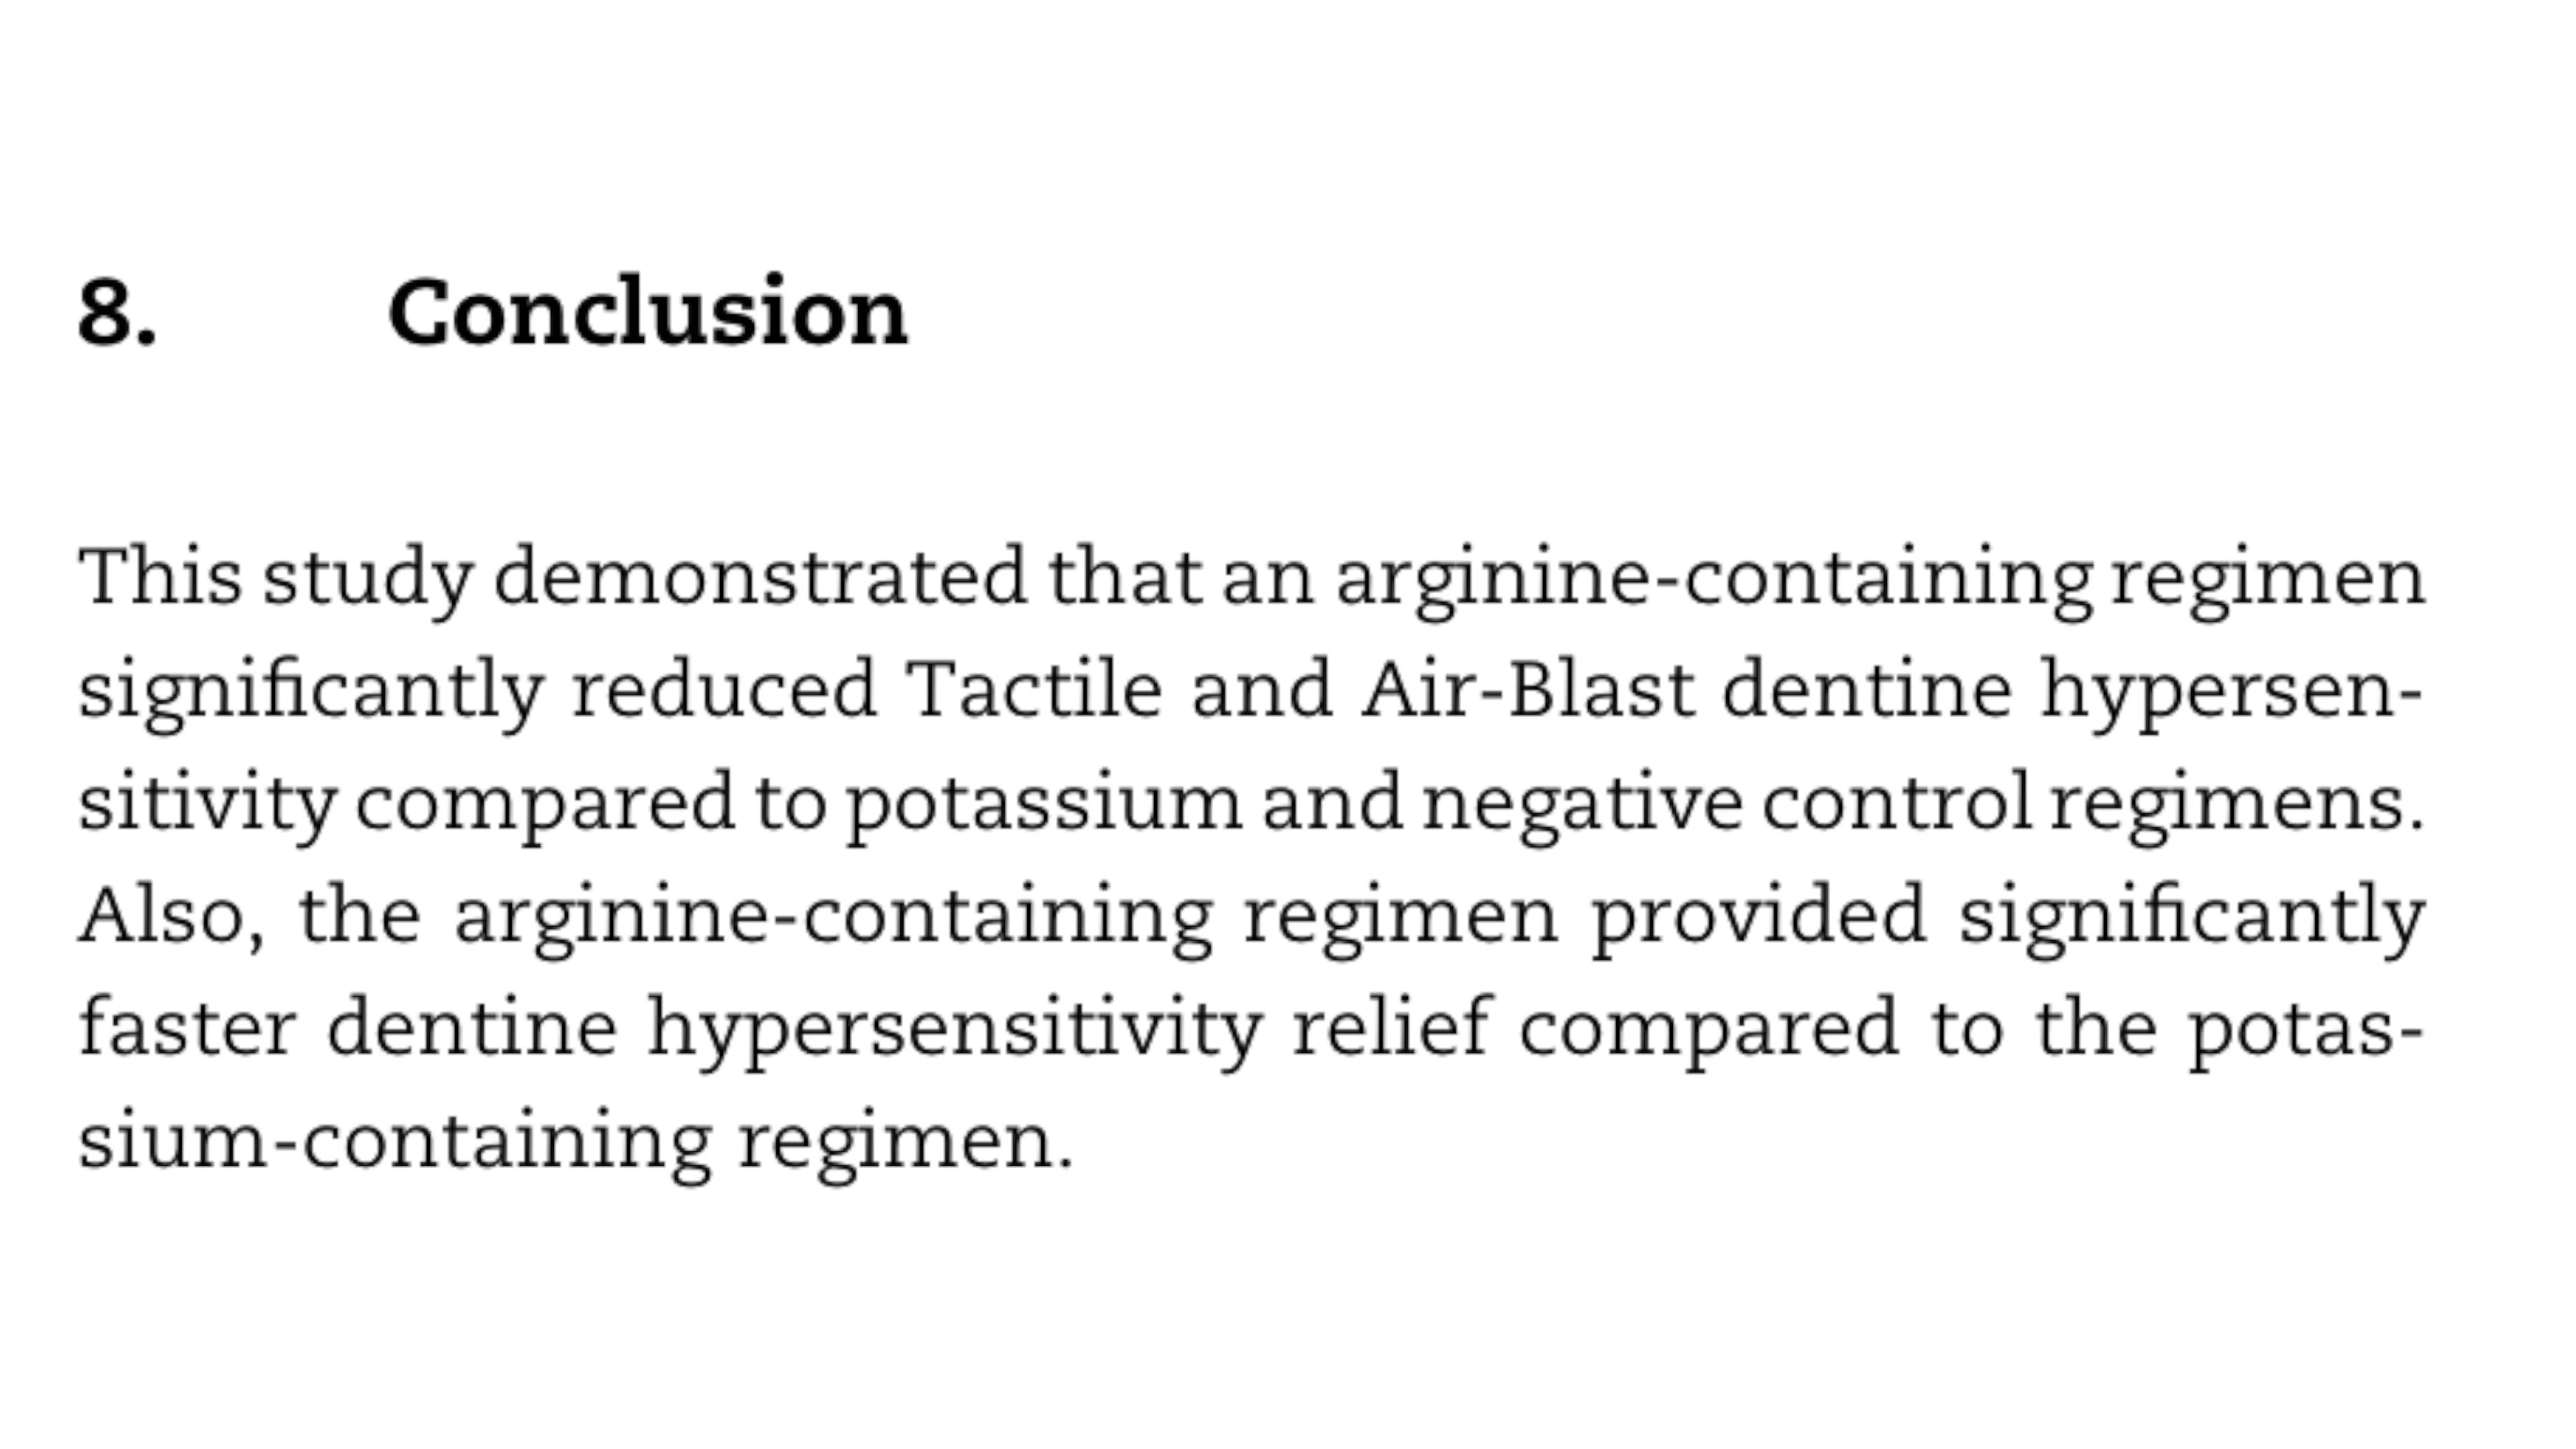 8. Conclusion
This study demonstrated that an arginine-containing regimen
significantly reduced Tactile and Air-Blast dentine hypersen-
sitivity compared to potassium and negative control regimens.
Also, the arginine-containing regimen provided significantly
faster dentine hypersensitivity relief compared to the potas-
sium-containing regimen.